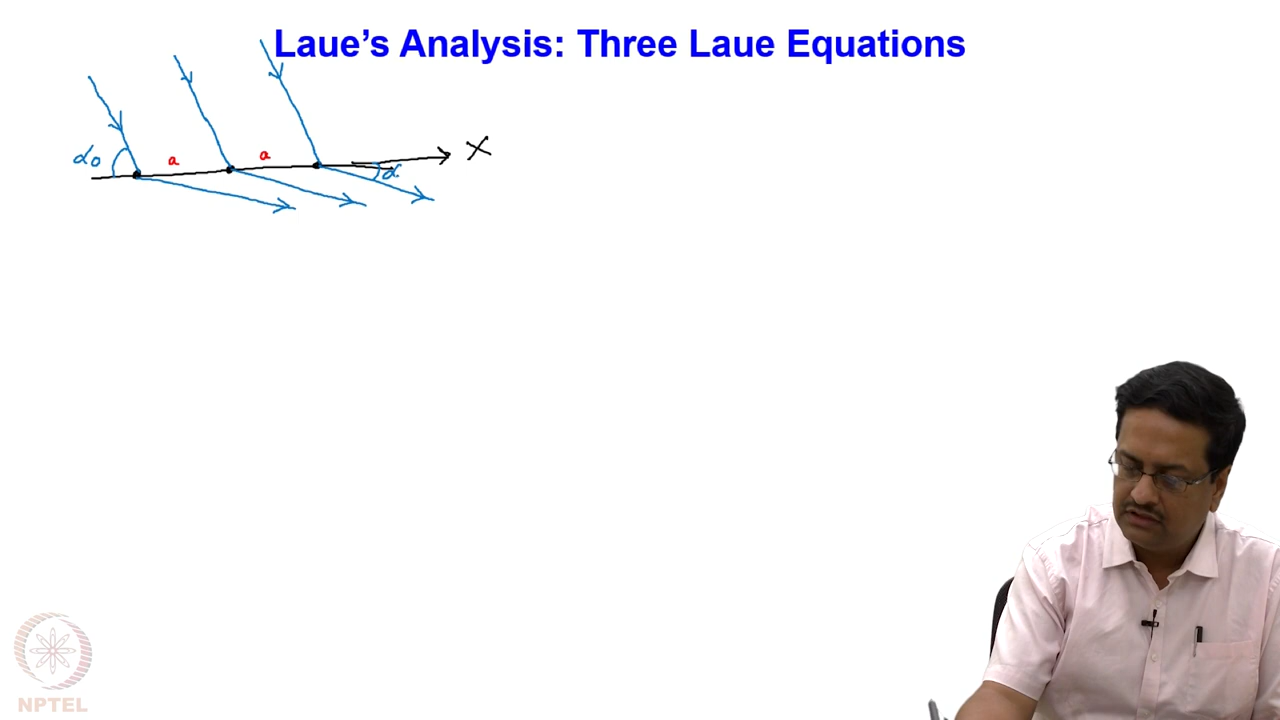 Laue's Analysis: Three Laue Equations
α₀
a
a
α
X
NPTEL